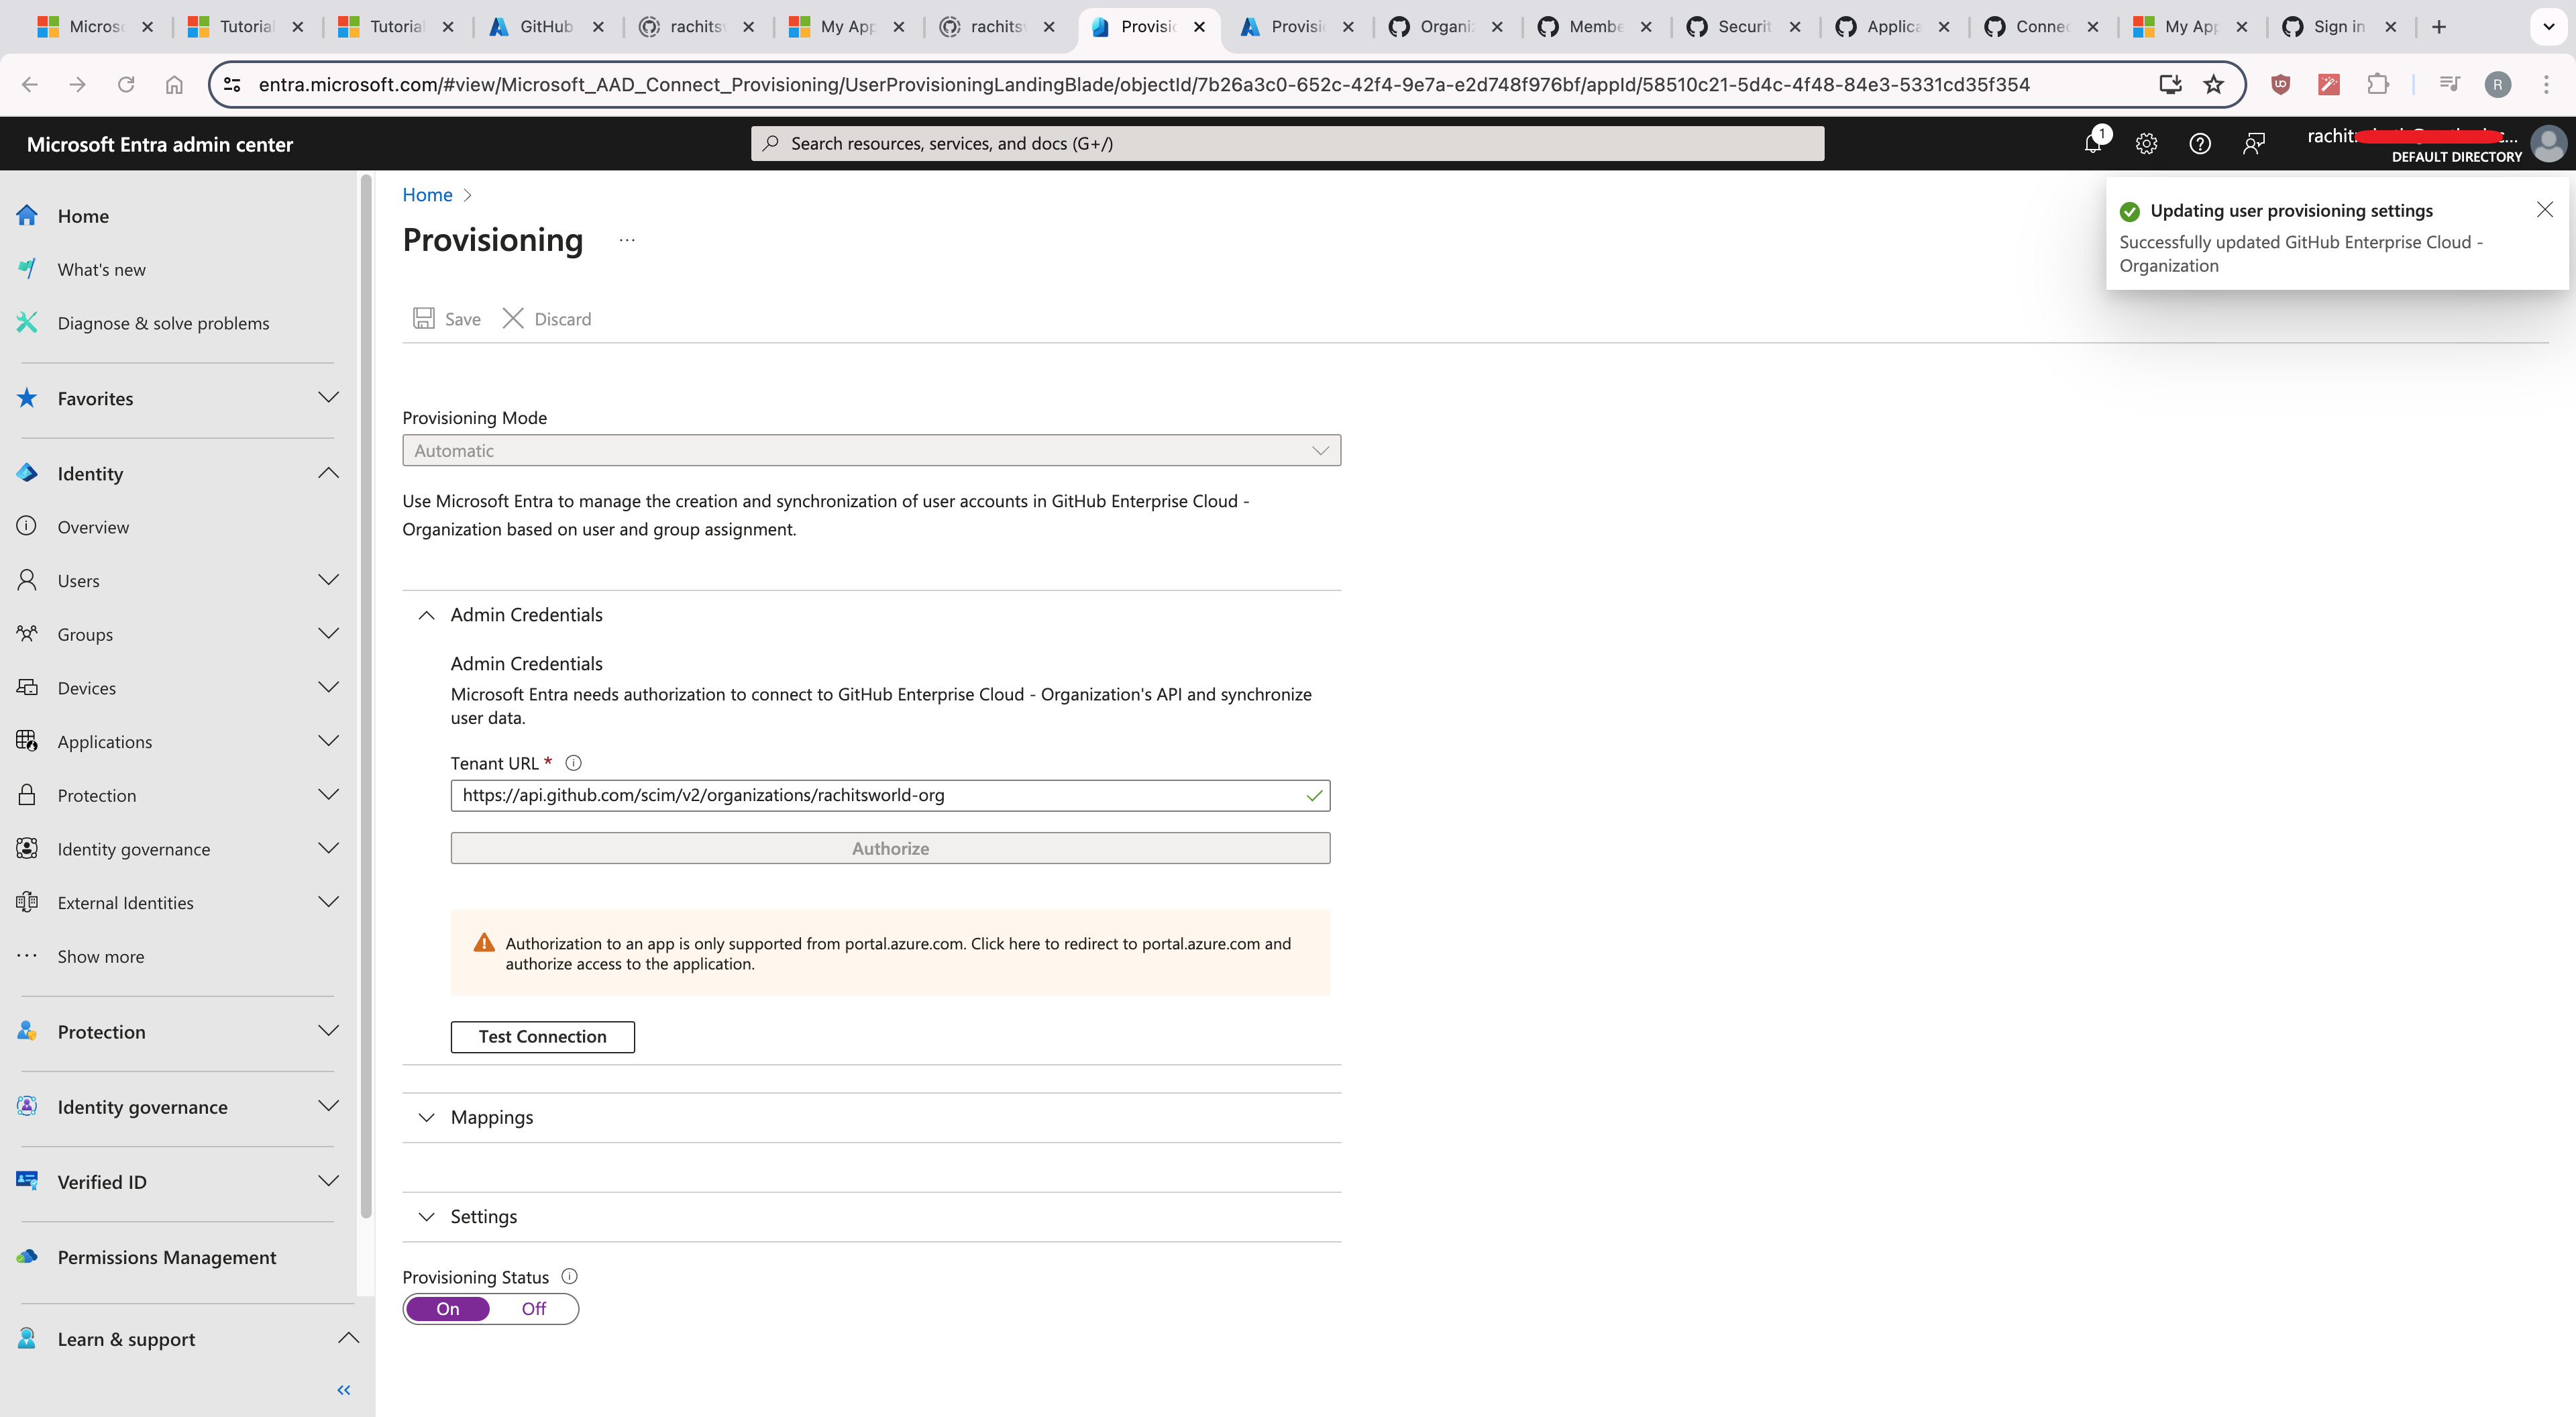 Microso
Tutorial
Tutorial
GitHub
rachitsw
My App
rachitsw
Provisio
Provisio
Organiz
Membe
Securit
Applica
Connec
My App
Sign in
entra.microsoft.com/#view/Microsoft_AAD_Connect_Provisioning/UserProvisioningLandingBlade/objectId/7b26a3c0-652c-42f4-9e7a-e2d748f976bf/appId/58510c21-5d4c-4f48-84e3-5331cd35f354
R
Microsoft Entra admin center
Search resources, services, and docs (G+/)
1
DEFAULT DIRECTORY
Home
What's new
Diagnose & solve problems
Favorites
Identity
Overview
Users
Groups
Devices
Applications
Protection
Identity governance
External Identities
Show more
Protection
Identity governance
Verified ID
Permissions Management
Learn & support
Home
Provisioning
Save
Discard
Updating user provisioning settings
Successfully updated GitHub Enterprise Cloud -
Organization
Provisioning Mode
Automatic
Use Microsoft Entra to manage the creation and synchronization of user accounts in GitHub Enterprise Cloud -
Organization based on user and group assignment.
Admin Credentials
Admin Credentials
Microsoft Entra needs authorization to connect to GitHub Enterprise Cloud - Organization's API and synchronize
user data.
Tenant URL *
https://api.github.com/scim/v2/organizations/rachitsworld-org
Authorize
Authorization to an app is only supported from portal.azure.com. Click here to redirect to portal.azure.com and
authorize access to the application.
Test Connection
Mappings
Settings
Provisioning Status
On
Off